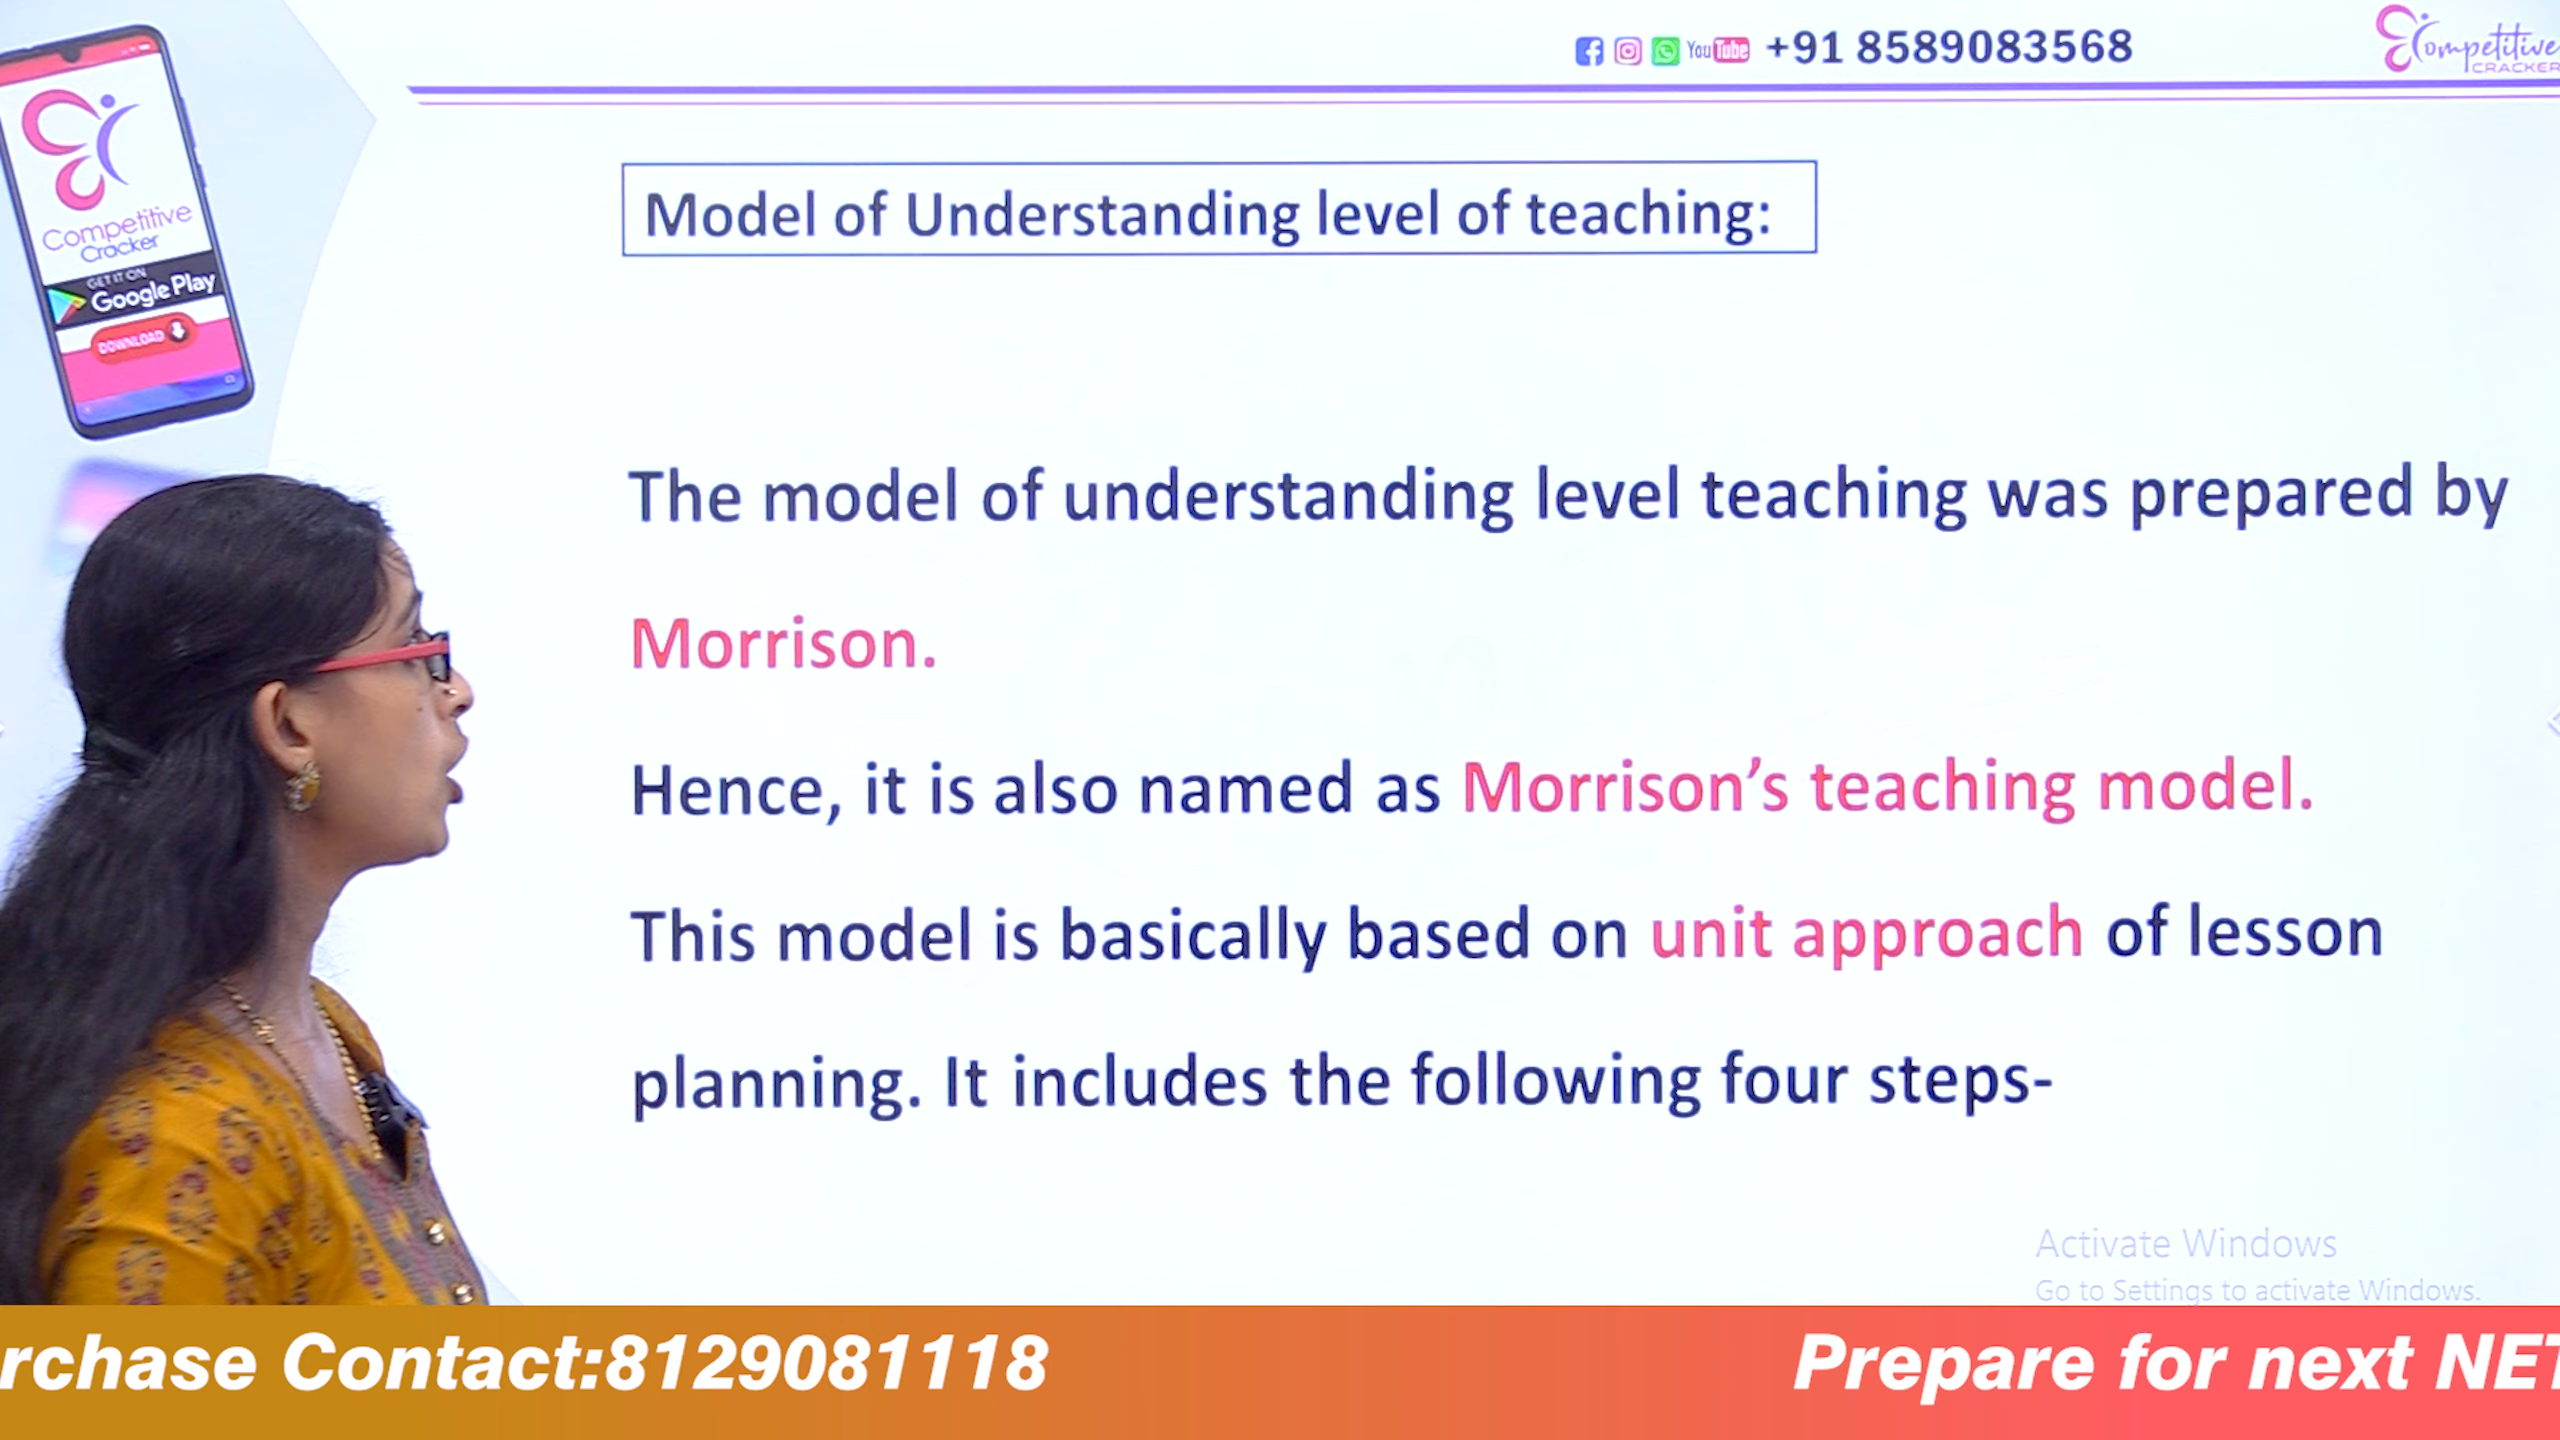 You Tube +91 8589083568
Competitive
CRACKER
Competitive
Cracker
GET IT ON
Google Play
DOWNLOAD
Model of Understanding level of teaching:
The model of understanding level teaching was prepared by
Morrison.
Hence, it is also named as Morrison’s teaching model.
This model is basically based on unit approach of lesson
planning. It includes the following four steps-
Activate Windows
Go to Settings to activate Windows.
rchase Contact:8129081118
Prepare for next NET